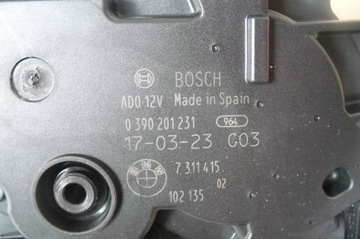 BOSCH
ADO 12V Made in Spain
0 390 201 231 964
17-03-23 C03
7 311 415
02
102 135